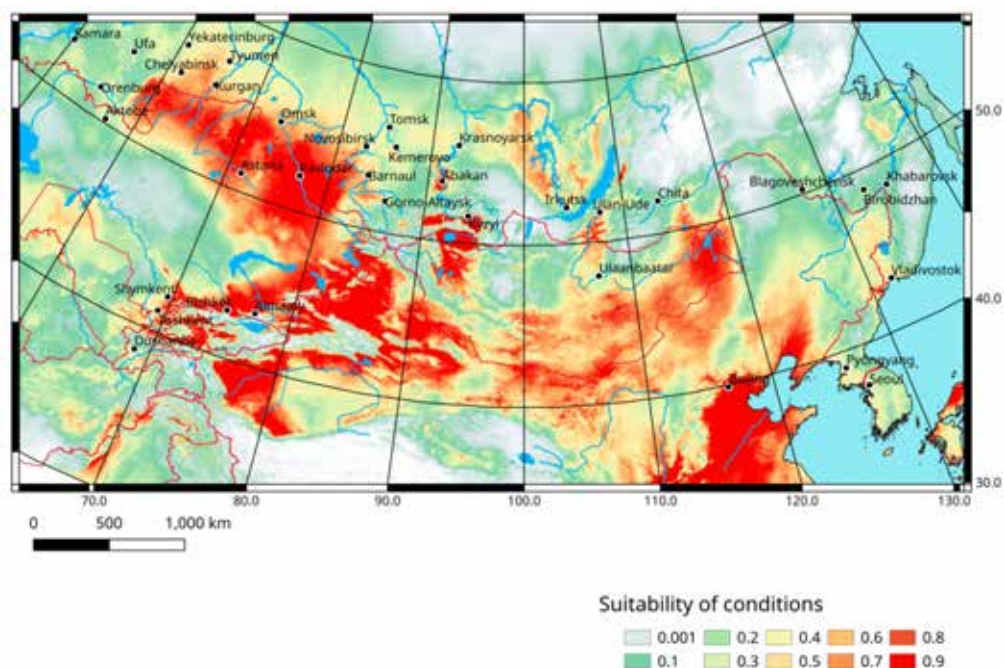 Samara
Yekaterinburg
Ufa
Tyumen
Chelyabinsk
Orenburg
Kurgan
Aktobe
Omsk
Tomsk
Novosibirsk
Krasnoyarsk
Kemerovo
50.0
Astana
Pavlodar
Barnaul
Abakan
Chita
Blagoveshchensk
Khabarovsk
Birobidzhan
Gorno-Altaysk
Irkutsk
Ulan-Ude
Kyzyl
Ulaanbaatar
Vladivostok
Shymkent
Bishkek
Almaty
40.0
Tashkent
Dushanbe
Pyongyang
Beijing
Seoul
30.0
70.0 80.0 90.0 100.0 110.0 120.0 130.0
0 500 1,000 km
Suitability of conditions
0.001 0.2 0.4 0.6 0.8
0.1 0.3 0.5 0.7 0.9